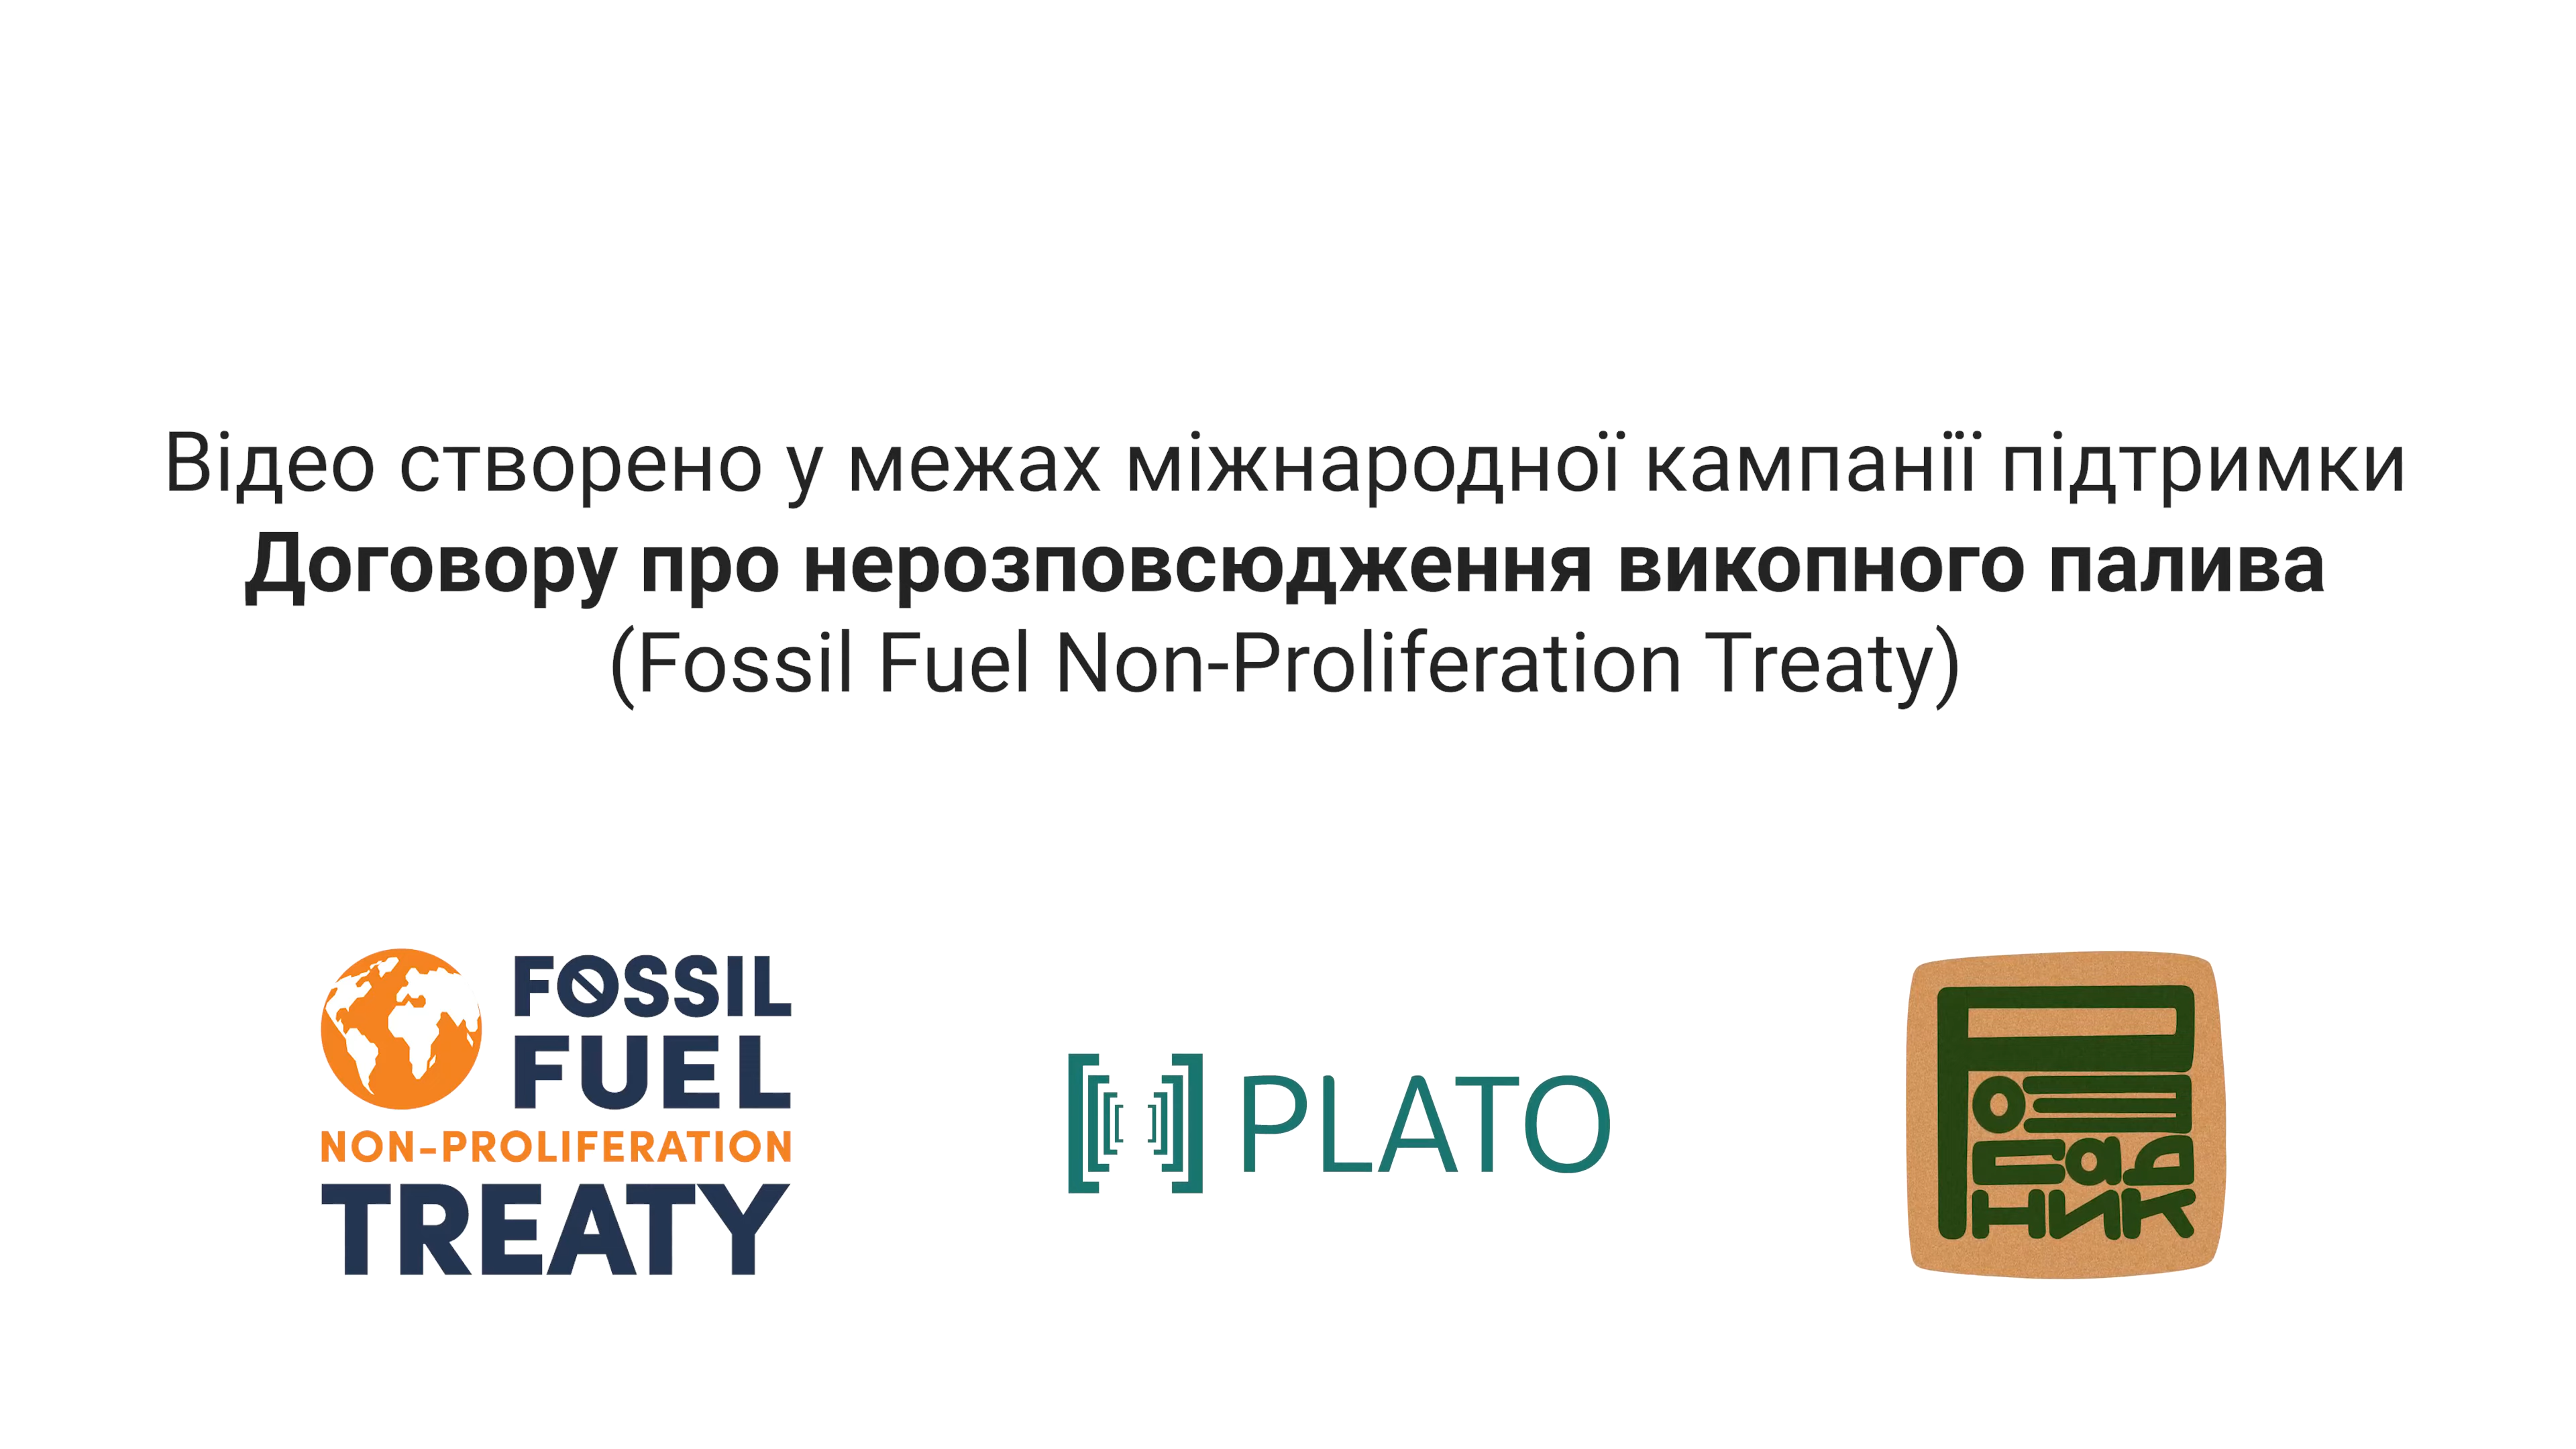 Відео створено у межах міжнародної кампанії підтримки
Договору про нерозповсюдження викопного палива
(Fossil Fuel Non-Proliferation Treaty)
FOSSIL
FUEL
NON-PROLIFERATION
TREATY
PLATO